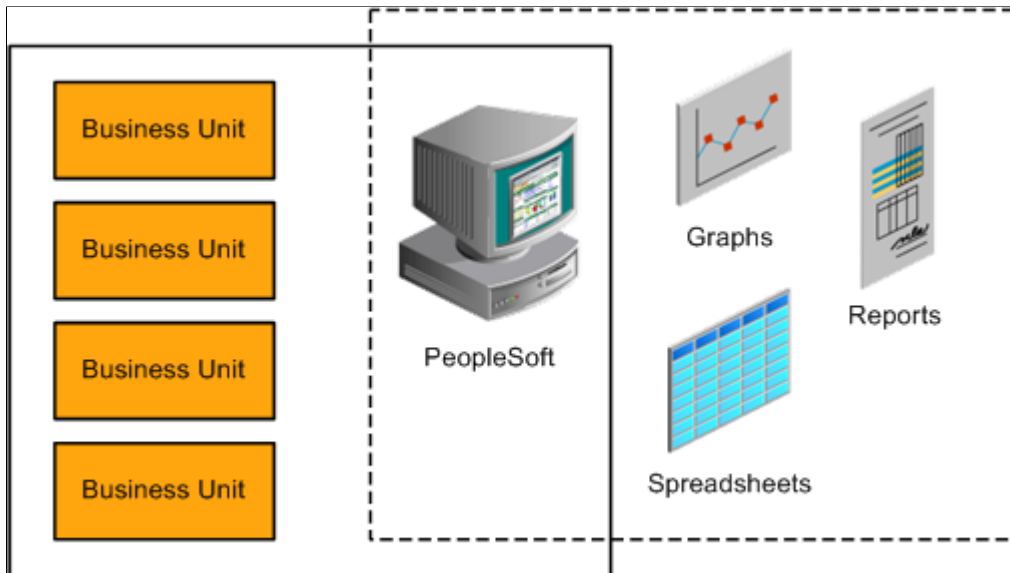 Business Unit
Business Unit
Business Unit
Business Unit
PeopleSoft
Graphs
Reports
Spreadsheets